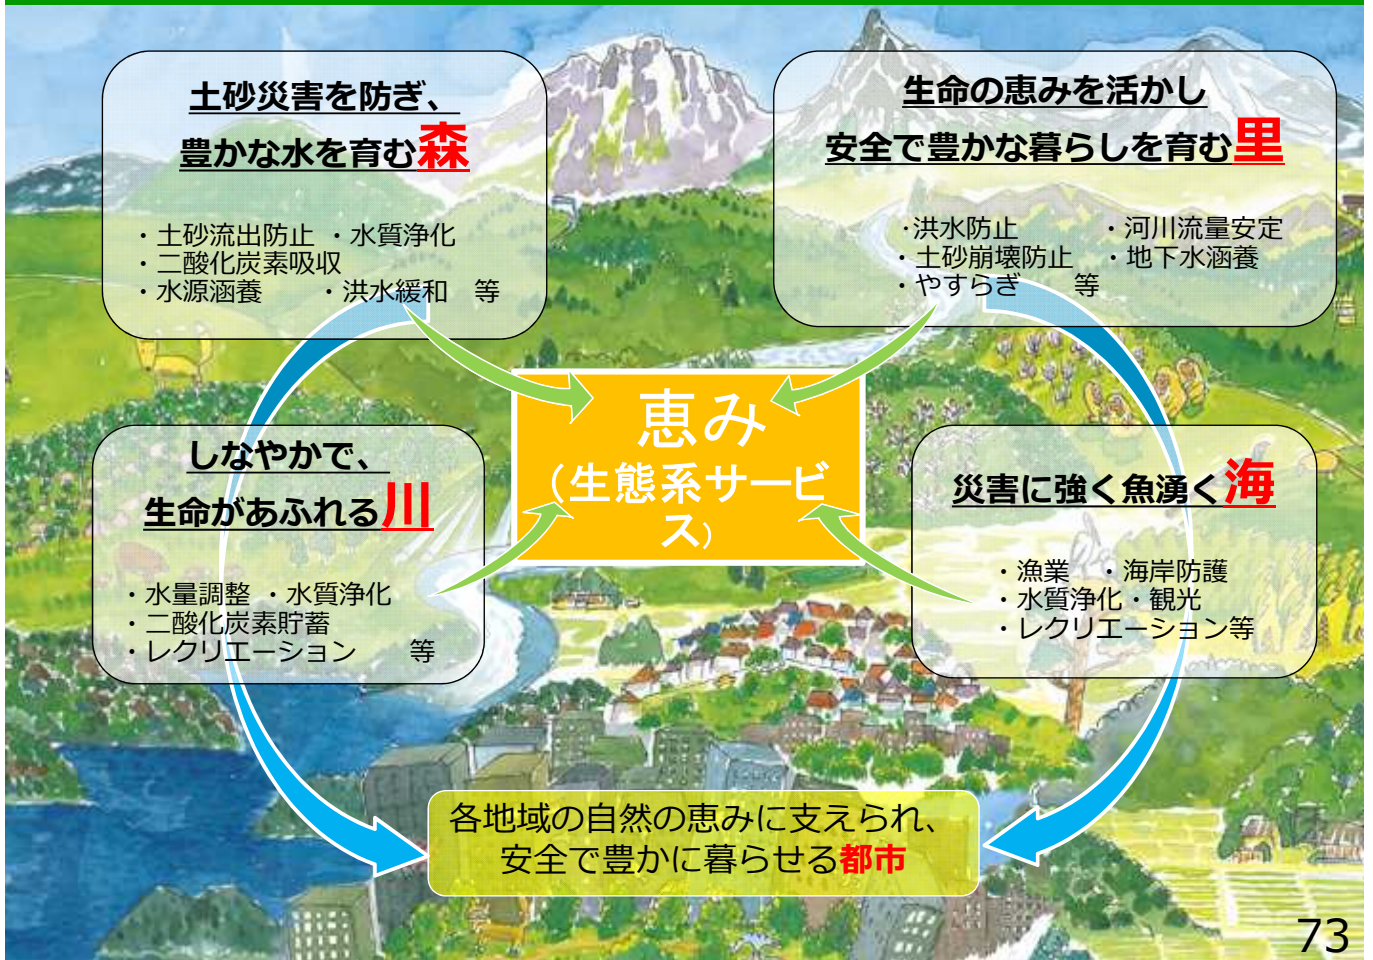 土砂災害を防ぎ、
豊かな水を育む森
・土砂流出防止 ・水質浄化
・二酸化炭素吸収
・水源涵養 ・洪水緩和 等
生命の恵みを活かし
安全で豊かな暮らしを育む里
・洪水防止 ・河川流量安定
・土砂崩壊防止 ・地下水涵養
・やすらぎ 等
恵み
（生態系サービ
ス）
しなやかで、
生命があふれる川
・水量調整 ・水質浄化
・二酸化炭素貯蓄
・レクリエーション 等
災害に強く魚湧く海
・漁業 ・海岸防護
・水質浄化・観光
・レクリエーション等
各地域の自然の恵みに支えられ、
安全で豊かに暮らせる都市
73